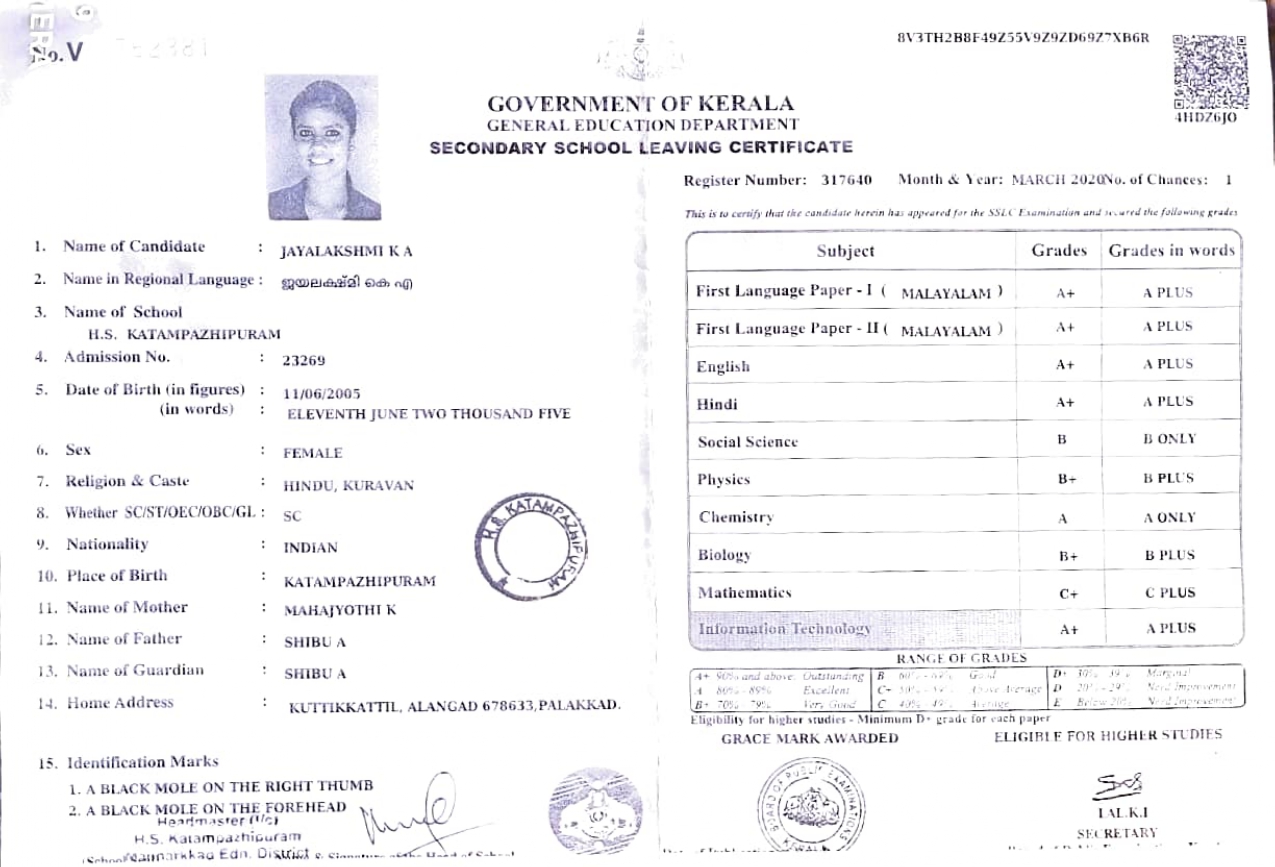 No. V
8V3TH2B8F49Z55V9Z9ZD69Z7XB6R
4HDZ6JO
GOVERNMENT OF KERALA
GENERAL EDUCATION DEPARTMENT
SECONDARY SCHOOL LEAVING CERTIFICATE
1. Name of Candidate : JAYALAKSHMI K A
2. Name in Regional Language : ജയലക്ഷ്മി കെ എ
3. Name of School
H.S. KATAMPAZHIPURAM
4. Admission No. : 23269
5. Date of Birth (in figures) : 11/06/2005
(in words) : ELEVENTH JUNE TWO THOUSAND FIVE
6. Sex : FEMALE
7. Religion & Caste : HINDU, KURAVAN
8. Whether SC/ST/OEC/OBC/GL : SC
9. Nationality : INDIAN
10. Place of Birth : KATAMPAZHIPURAM
11. Name of Mother : MAHAJYOTHI K
12. Name of Father : SHIBU A
13. Name of Guardian : SHIBU A
14. Home Address : KUTTIKKATTIL, ALANGAD 678633,PALAKKAD.
15. Identification Marks
1. A BLACK MOLE ON THE RIGHT THUMB
2. A BLACK MOLE ON THE FOREHEAD
Headmaster (I/c)
H.S. Katampazhipuram
Edn. District
H.S. KATAMPAZHIPURAM
Register Number: 317640 Month & Year: MARCH 2020 No. of Chances: 1
This is to certify that the candidate herein has appeared for the SSLC Examination and secured the following grades
Subject Grades Grades in words
First Language Paper - I ( MALAYALAM ) A+ A PLUS
First Language Paper - II ( MALAYALAM ) A+ A PLUS
English A+ A PLUS
Hindi A+ A PLUS
Social Science B B ONLY
Physics B+ B PLUS
Chemistry A A ONLY
Biology B+ B PLUS
Mathematics C+ C PLUS
Information Technology A+ A PLUS
RANGE OF GRADES
A+ 90% and above: Outstanding B 60% - 69% Good D+ 30% - 39% Marginal
A 80% - 89% Excellent C+ 50% - 59% Above Average D 20% - 29% Need Improvement
B+ 70% - 79% Very Good C 40% - 49% Average E Below 20% Need Improvement
Eligibility for higher studies - Minimum D+ grade for each paper
GRACE MARK AWARDED ELIGIBLE FOR HIGHER STUDIES
BOARD OF PUBLIC EXAMINATIONS KERALA
LAL.K.I
SECRETARY